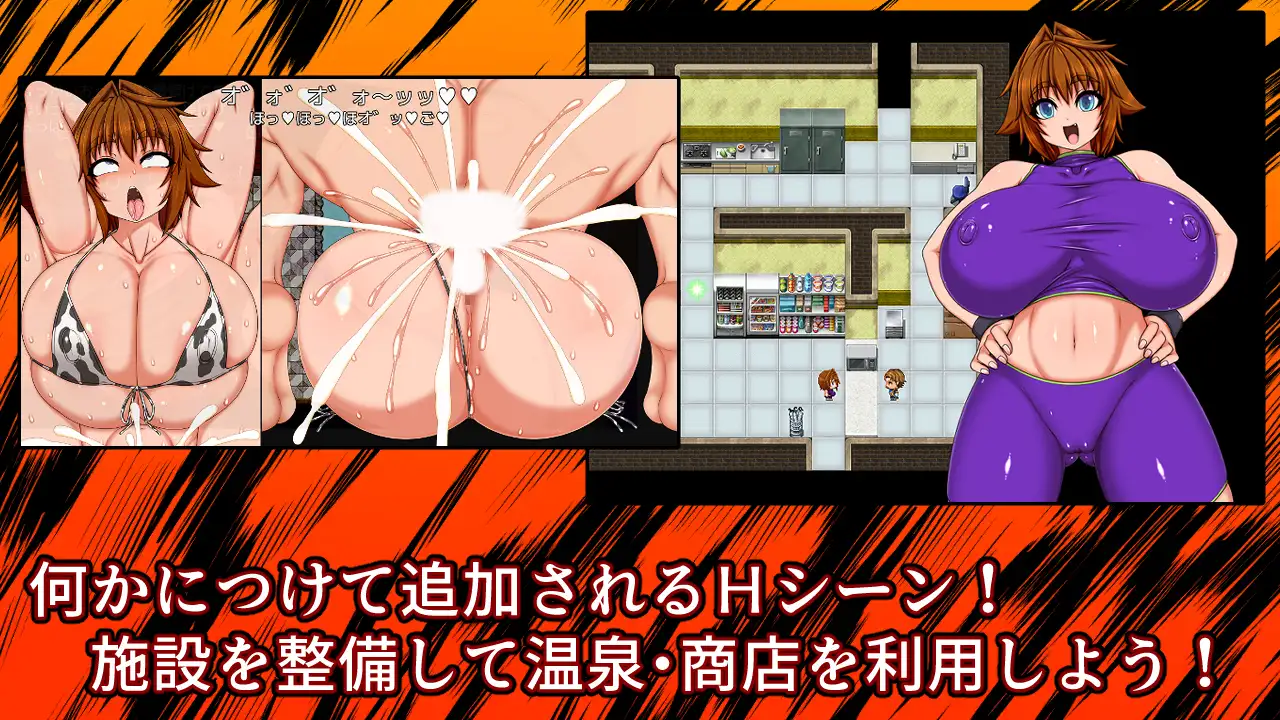 オ゛ォ゛オ゛ォ～ッッ♡♡
ほっ♡ほっ♡ほオ゛ッ♡ご♡
何かにつけて追加されるHシーン！
施設を整備して温泉・商店を利用しよう！